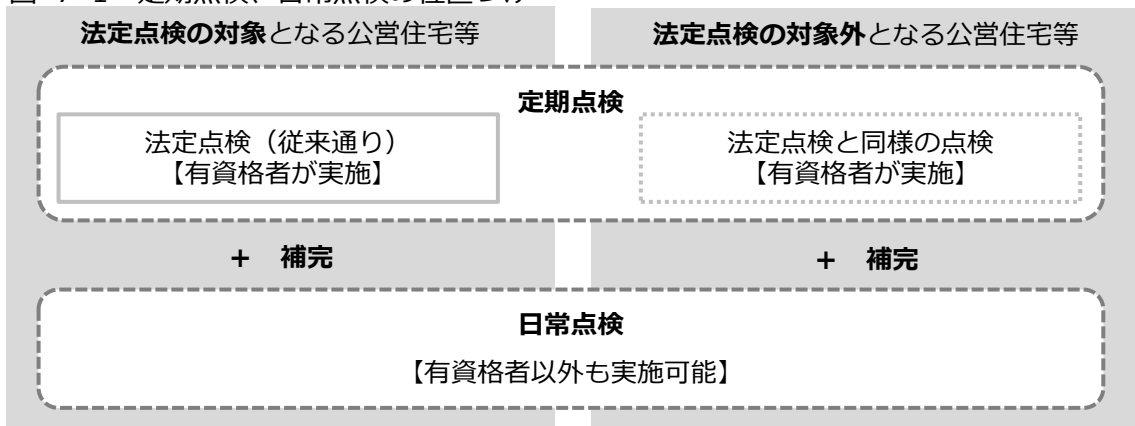 法定点検の対象となる公営住宅等
法定点検の対象外となる公営住宅等
定期点検
法定点検(従来通り)
【有資格者が実施】
法定点検と同様の点検
【有資格者が実施】
+ 補完
+ 補完
日常点検
【有資格者以外も実施可能】